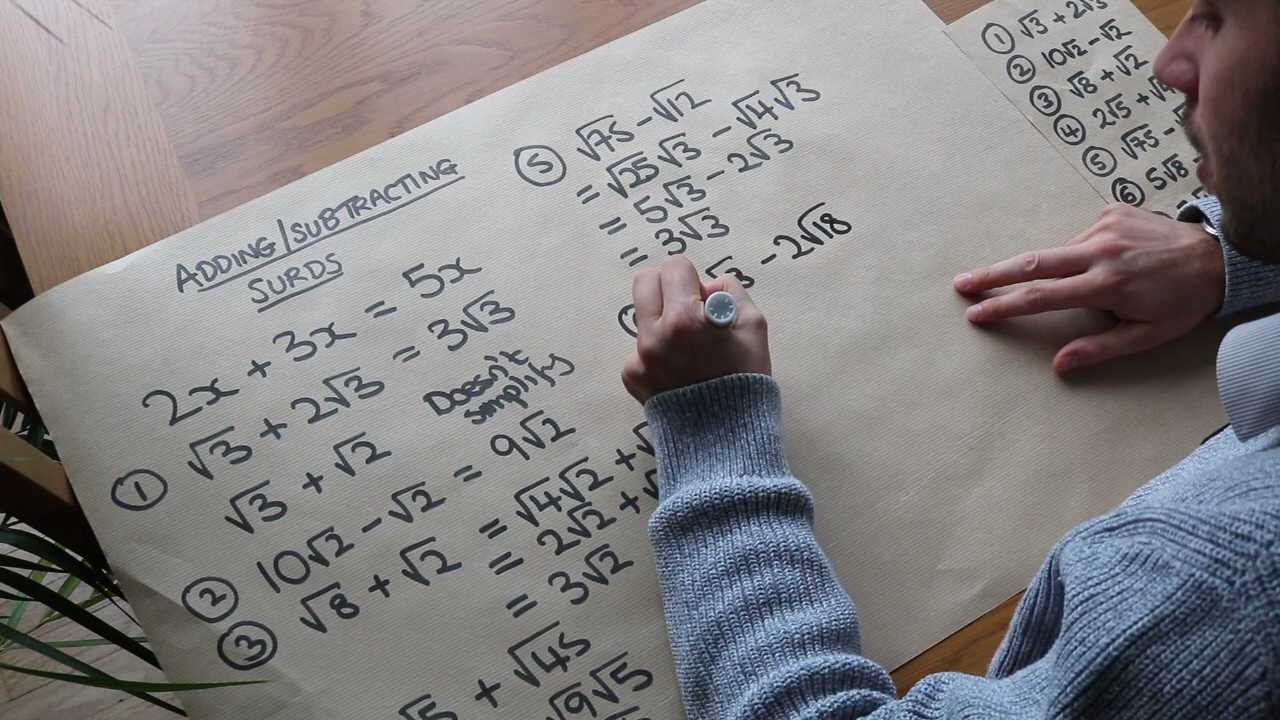 ADDING/SUBTRACTING
SURDS
2x + 3x = 5x
① √3 + 2√3 = 3√3
√3 + √2 Doesn't
simplify
② 10√2 - √2 = 9√2
③ √8 + √2 = √4√2 +
= 2√2 +
= 3√2
+ √45
√9√5
⑤ √75 - √12
= √25√3 - √4√3
= 5√3 - 2√3
= 3√3
- 2√18
① √3 + 2√3
② 10√2 - √2
③ √8 + √2
④ 2√5 +
⑤ √75 -
⑥ 5√8